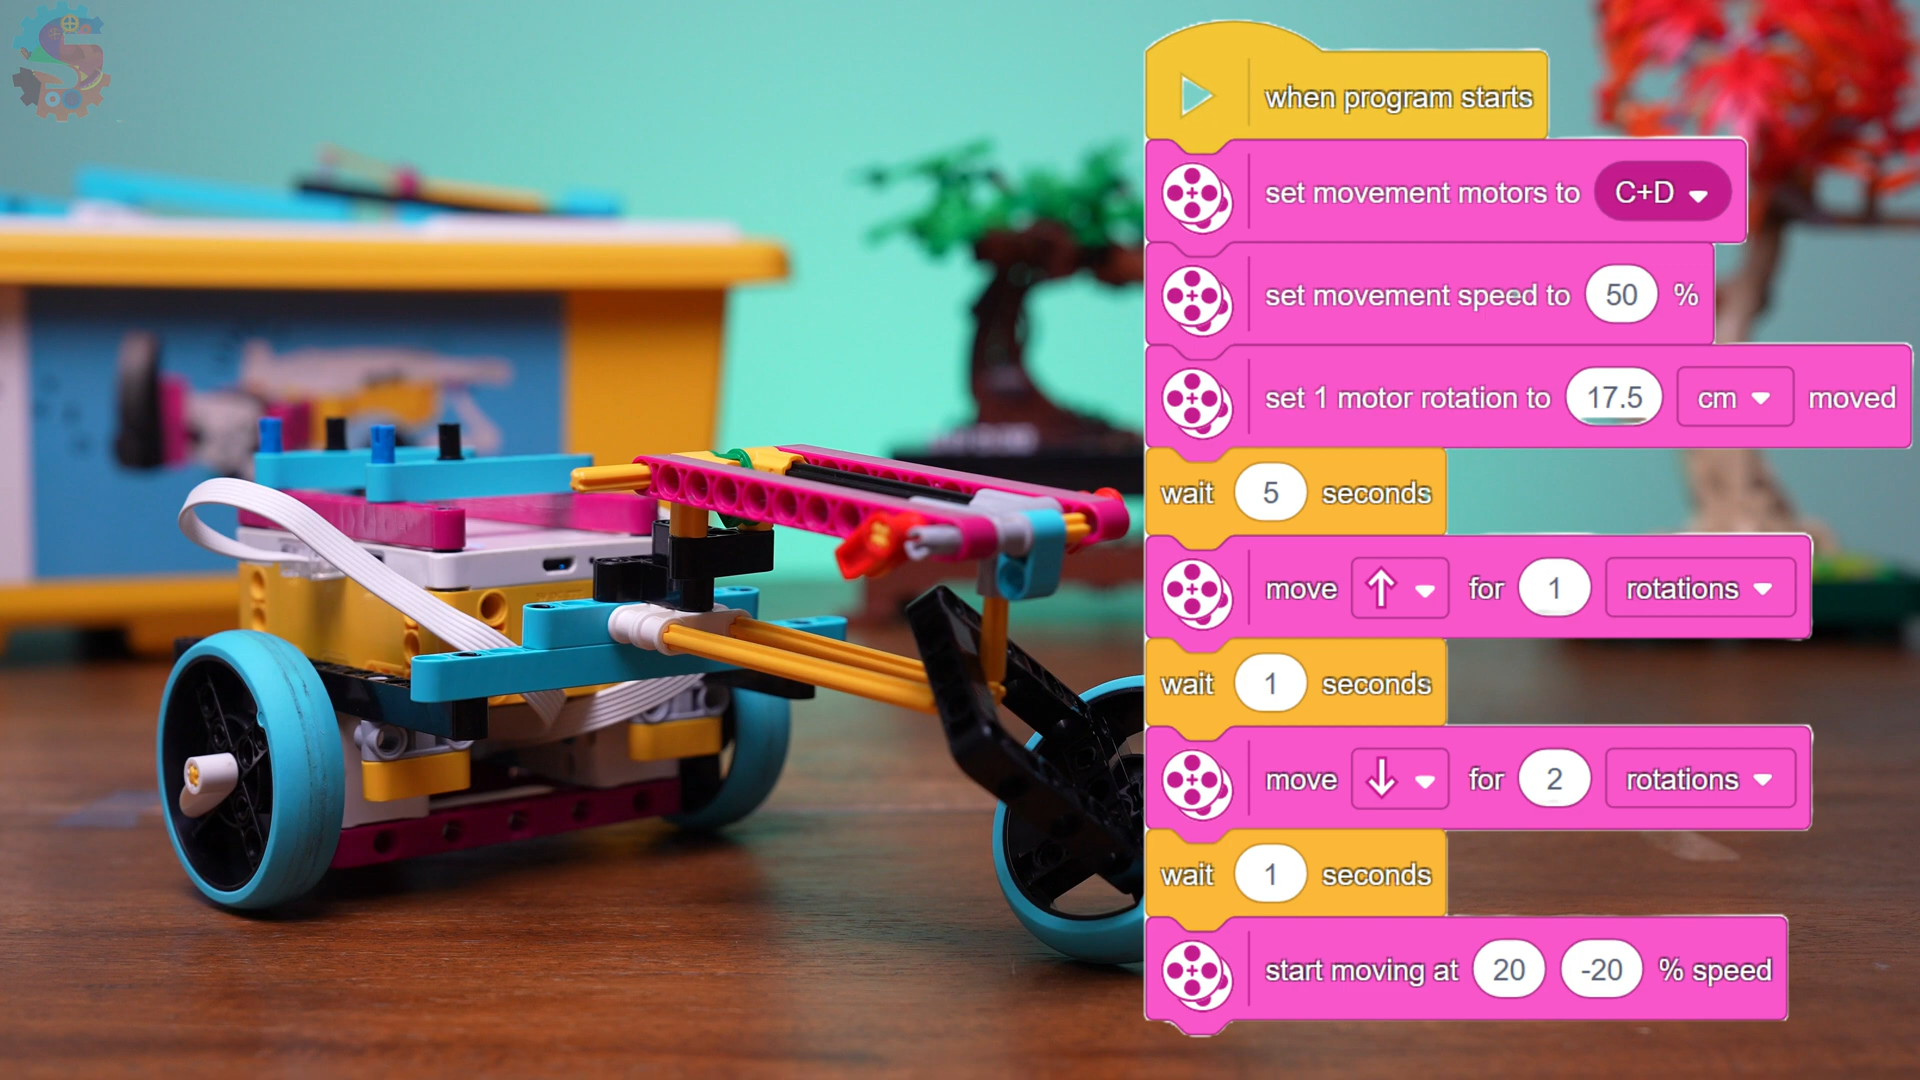 when program starts
set movement motors to C+D
set movement speed to 50 %
set 1 motor rotation to 17.5 cm moved
wait 5 seconds
move ↑ for 1 rotations
wait 1 seconds
move ↓ for 2 rotations
wait 1 seconds
start moving at 20 -20 % speed